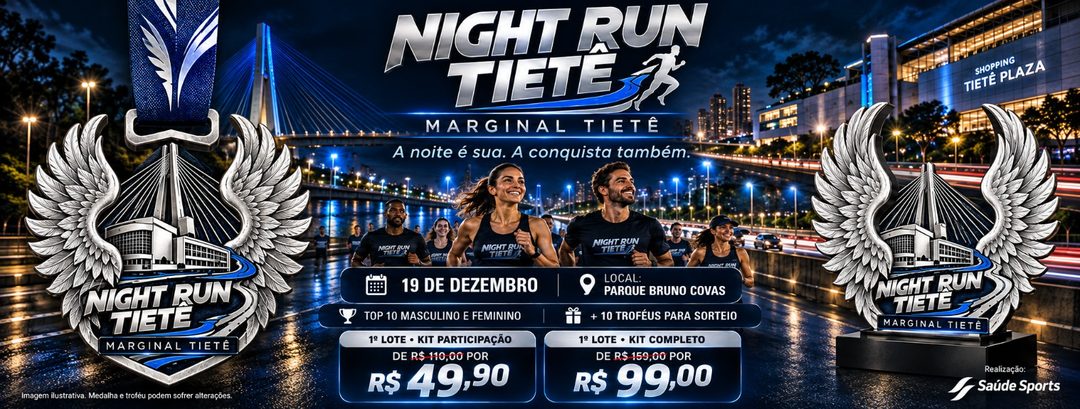 NIGHT RUN
TIETÊ
MARGINAL TIETÊ
A noite é sua. A conquista também.
SHOPPING
TIETÊ PLAZA
NIGHT RUN
TIETÊ
MARGINAL TIETÊ
NIGHT RUN
TIETÊ
NIGHT RUN
TIETÊ
NIGHT RUN
TIETÊ
MARGINAL TIETÊ
19 DE DEZEMBRO
LOCAL:
PARQUE BRUNO COVAS
TOP 10 MASCULINO E FEMININO
+ 10 TROFÉUS PARA SORTEIO
1º LOTE • KIT PARTICIPAÇÃO
DE R$ 110,00 POR
R$ 49,90
1º LOTE • KIT COMPLETO
DE R$ 159,00 POR
R$ 99,00
Imagem ilustrativa. Medalha e troféu podem sofrer alterações.
Realização:
Saúde Sports